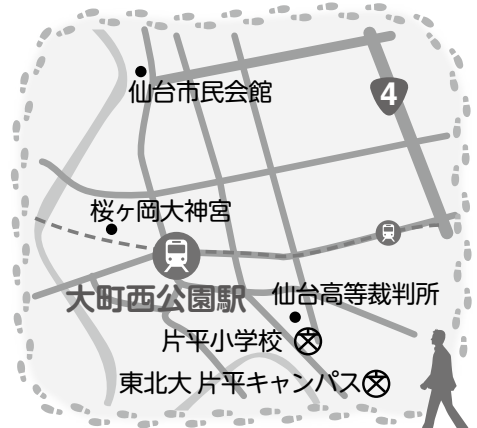 仙台市民会館
4
桜ヶ岡大神宮
大町西公園駅
仙台高等裁判所
片平小学校
東北大 片平キャンパス